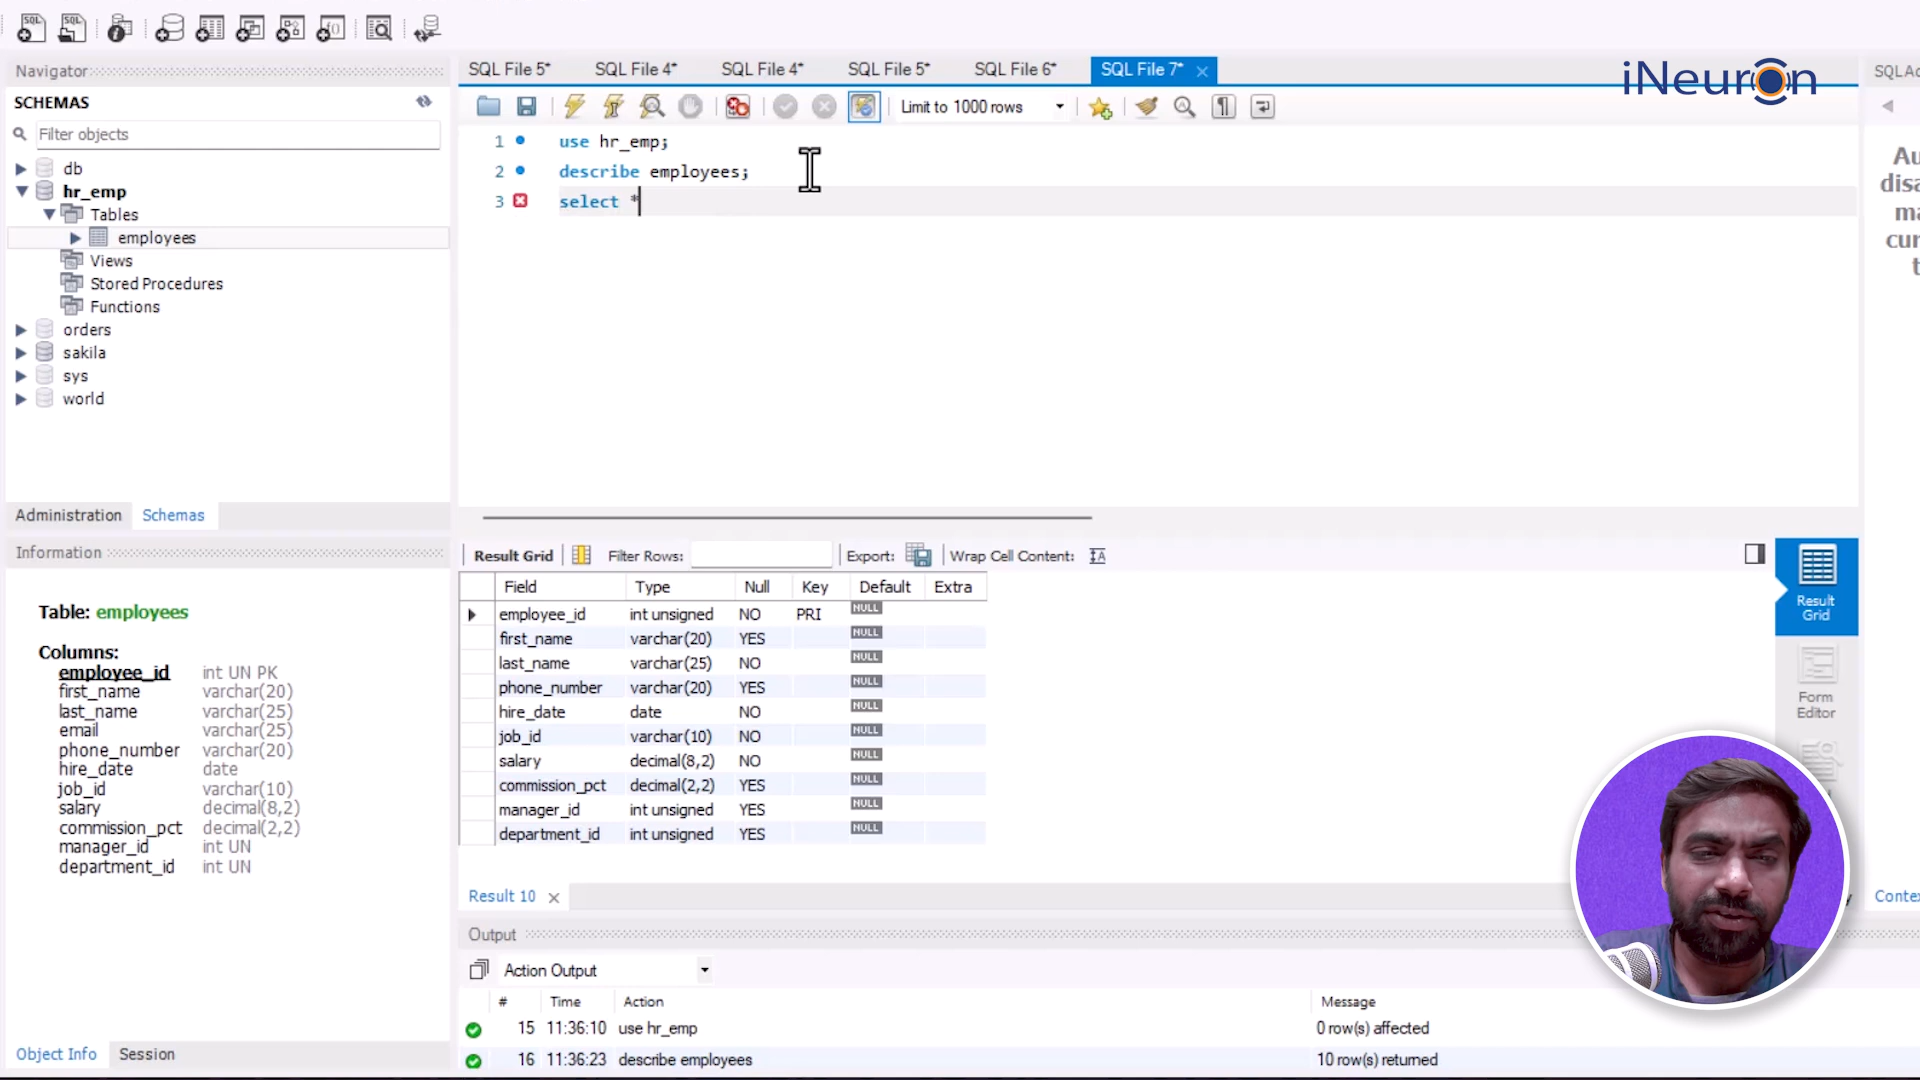 Navigator
SCHEMAS
Filter objects
db
hr_emp
Tables
employees
Views
Stored Procedures
Functions
orders
sakila
sys
world
Administration Schemas
Information
Table: employees
Columns:
employee_id int UN PK
first_name varchar(20)
last_name varchar(25)
email varchar(25)
phone_number varchar(20)
hire_date date
job_id varchar(10)
salary decimal(8,2)
commission_pct decimal(2,2)
manager_id int UN
department_id int UN
Object Info Session
SQL File 5* SQL File 4* SQL File 4* SQL File 5* SQL File 6* SQL File 7*
iNeuron
Limit to 1000 rows
1 use hr_emp;
2 describe employees;
3 select *
Result Grid Filter Rows: Export: Wrap Cell Content:
Field Type Null Key Default Extra
employee_id int unsigned NO PRI NULL
first_name varchar(20) YES NULL
last_name varchar(25) NO NULL
phone_number varchar(20) YES NULL
hire_date date NO NULL
job_id varchar(10) NO NULL
salary decimal(8,2) NO NULL
commission_pct decimal(2,2) YES NULL
manager_id int unsigned YES NULL
department_id int unsigned YES NULL
Result
Grid
Form
Editor
Result 10
Output
Action Output
# Time Action Message
15 11:36:10 use hr_emp 0 row(s) affected
16 11:36:23 describe employees 10 row(s) returned